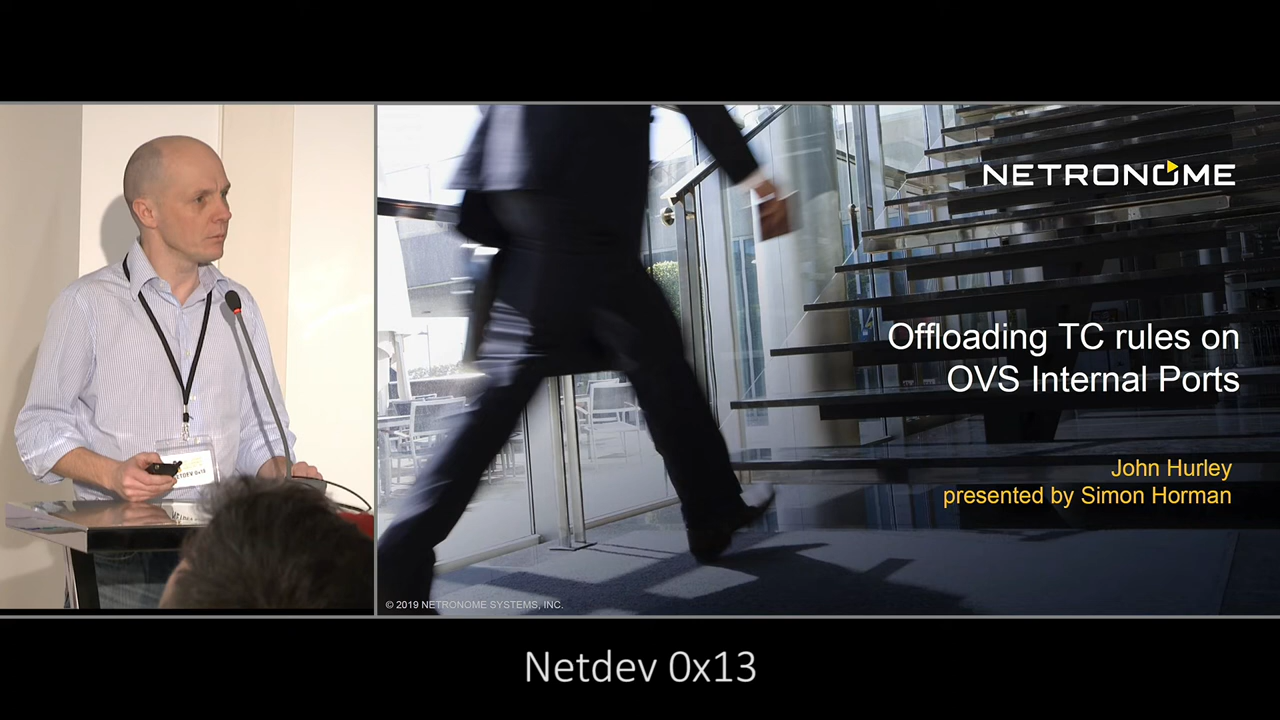 NETRONOME
Offloading TC rules on
OVS Internal Ports
John Hurley
presented by Simon Horman
© 2019 NETRONOME SYSTEMS, INC.
Netdev 0x13